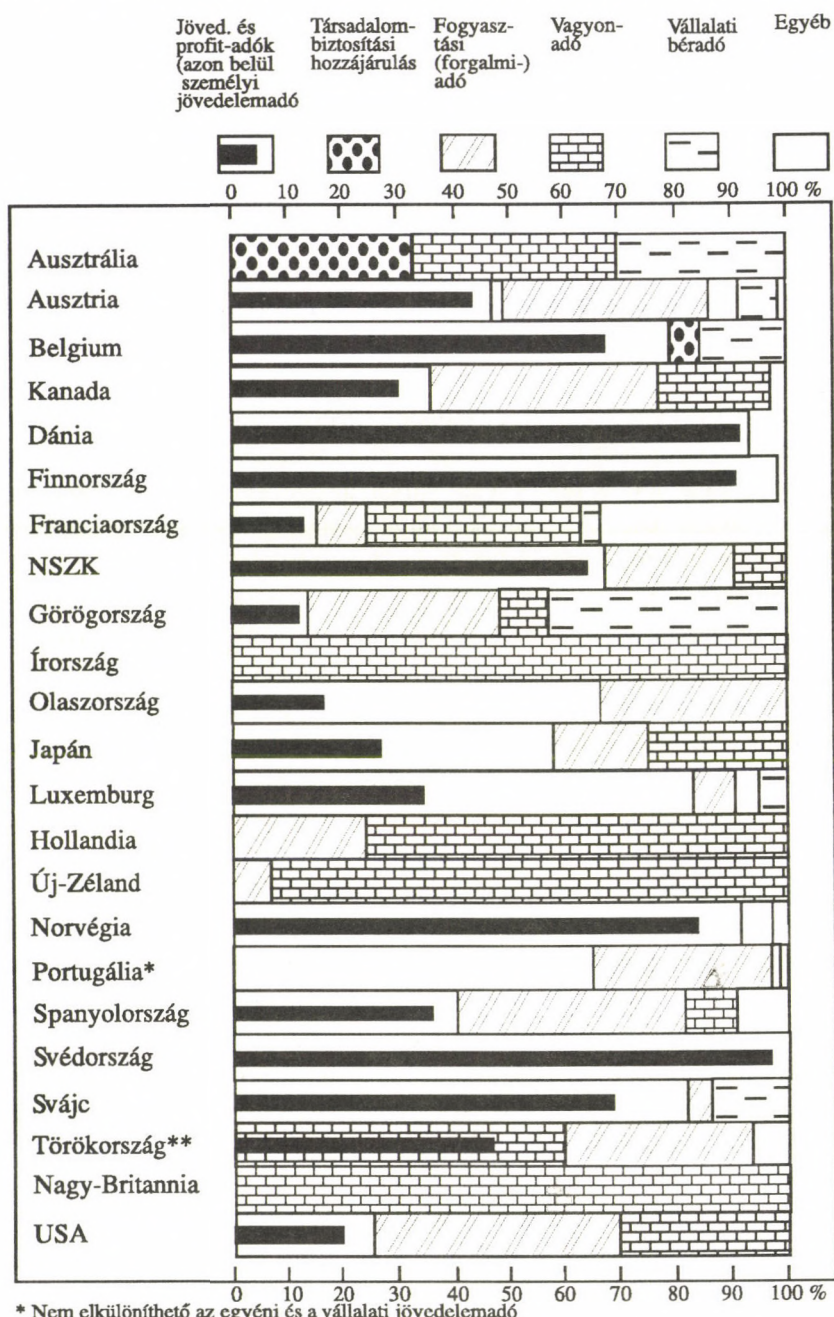 Jöved. és
profit-adók
(azon belül
személyi
jövedelemadó
Társadalom-
biztosítási
hozzájárulás
Fogyasz-
tási
(forgalmi-)
adó
Vagyon-
adó
Vállalati
béradó
Egyéb
0 10 20 30 40 50 60 70 80 90 100 %
Ausztrália
Ausztria
Belgium
Kanada
Dánia
Finnország
Franciaország
NSZK
Görögország
Írország
Olaszország
Japán
Luxemburg
Hollandia
Új-Zéland
Norvégia
Portugália*
Spanyolország
Svédország
Svájc
Törökország**
Nagy-Britannia
USA
0 10 20 30 40 50 60 70 80 90 100 %
* Nem elkülöníthető az egyéni és a vállalati jövedelemadó